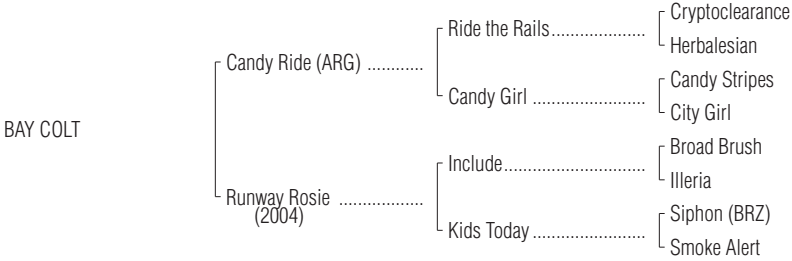 Cryptoclearance
Ride the Rails.....................
Herbalesian
Candy Ride (ARG) ............
Candy Stripes
Candy Girl .........................
City Girl
BAY COLT
Broad Brush
Include...............................
Illeria
Runway Rosie ..................
(2004)
Siphon (BRZ)
Kids Today .........................
Smoke Alert